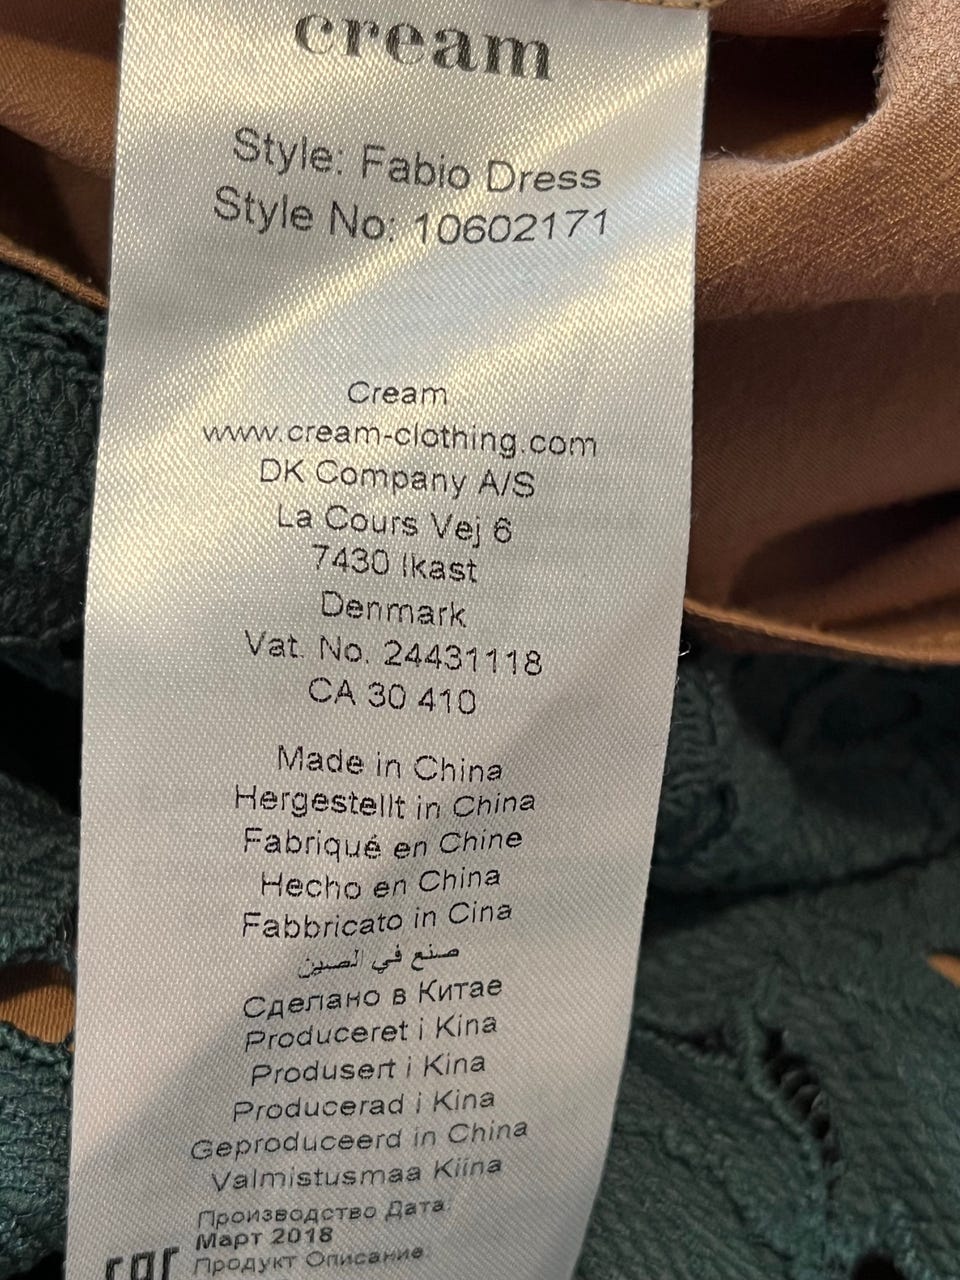 cream
Style: Fabio Dress
Style No: 10602171
Cream
www.cream-clothing.com
DK Company A/S
La Cours Vej 6
7430 Ikast
Denmark
Vat. No. 24431118
CA 30 410
Made in China
Hergestellt in China
Fabriqué en Chine
Hecho en China
Fabbricato in Cina
صنع في الصين
Сделано в Китае
Produceret i Kina
Produsert i Kina
Producerad i Kina
Geproduceerd in China
Valmistusmaa Kiina
Производство Дата:
Март 2018
Продукт Описание